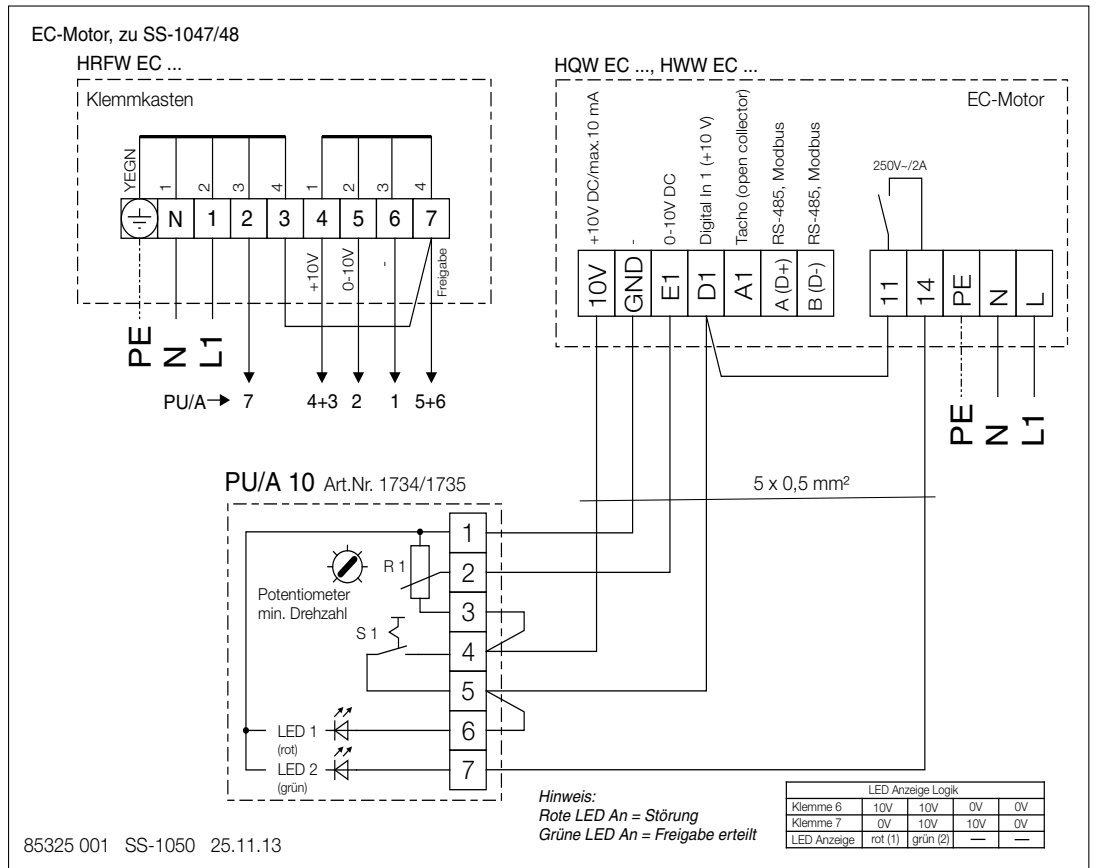 EC-Motor, zu SS-1047/48
HRFW EC ...
Klemmkasten
YEGN
1
2
3
4
1
2
3
4
N
1
2
3
4
5
6
7
+10V
0-10V
-
Freigabe
PE
N
L1
PU/A
7
4+3
2
1
5+6
HQW EC ..., HWW EC ...
EC-Motor
+10V DC/max.10 mA
-
0-10V DC
Digital In 1 (+10 V)
Tacho (open collector)
RS-485, Modbus
RS-485, Modbus
250V~/2A
10V
GND
E1
D1
A1
A (D+)
B (D-)
11
14
PE
N
L
PE
N
L1
5 x 0,5 mm²
PU/A 10 Art.Nr. 1734/1735
1
2
3
4
5
6
7
R 1
Potentiometer
min. Drehzahl
S 1
LED 1
(rot)
LED 2
(grün)
Hinweis:
Rote LED An = Störung
Grüne LED An = Freigabe erteilt
LED Anzeige Logik
Klemme 6 10V 10V 0V 0V
Klemme 7 0V 10V 10V 0V
LED Anzeige rot (1) grün (2) — —
85325 001 SS-1050 25.11.13